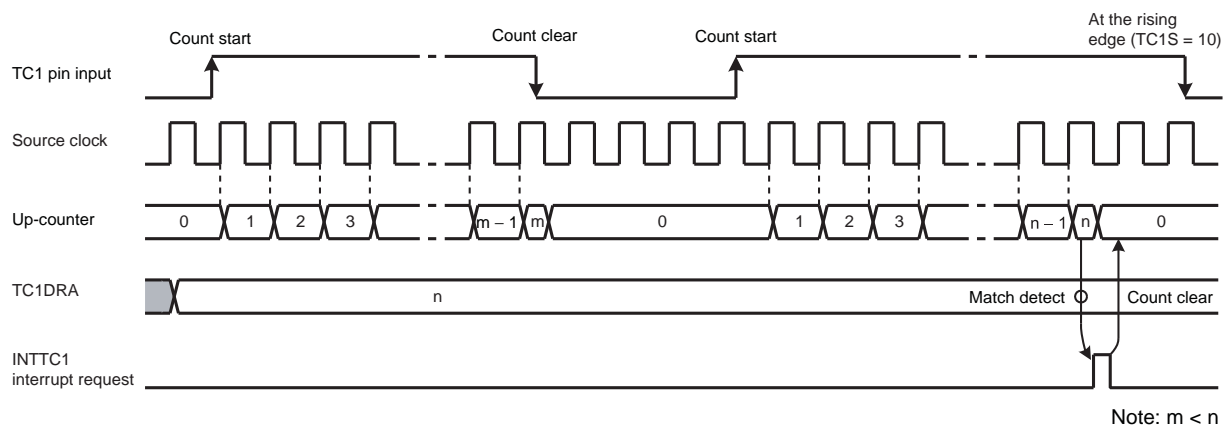 At the rising
edge (TC1S = 10)
Count start
Count clear
Count start
TC1 pin input
Source clock
Up-counter
0
1
2
3
m – 1
m
0
1
2
3
n – 1
n
0
TC1DRA
n
Match detect
Count clear
INTTC1
interrupt request
Note: m < n